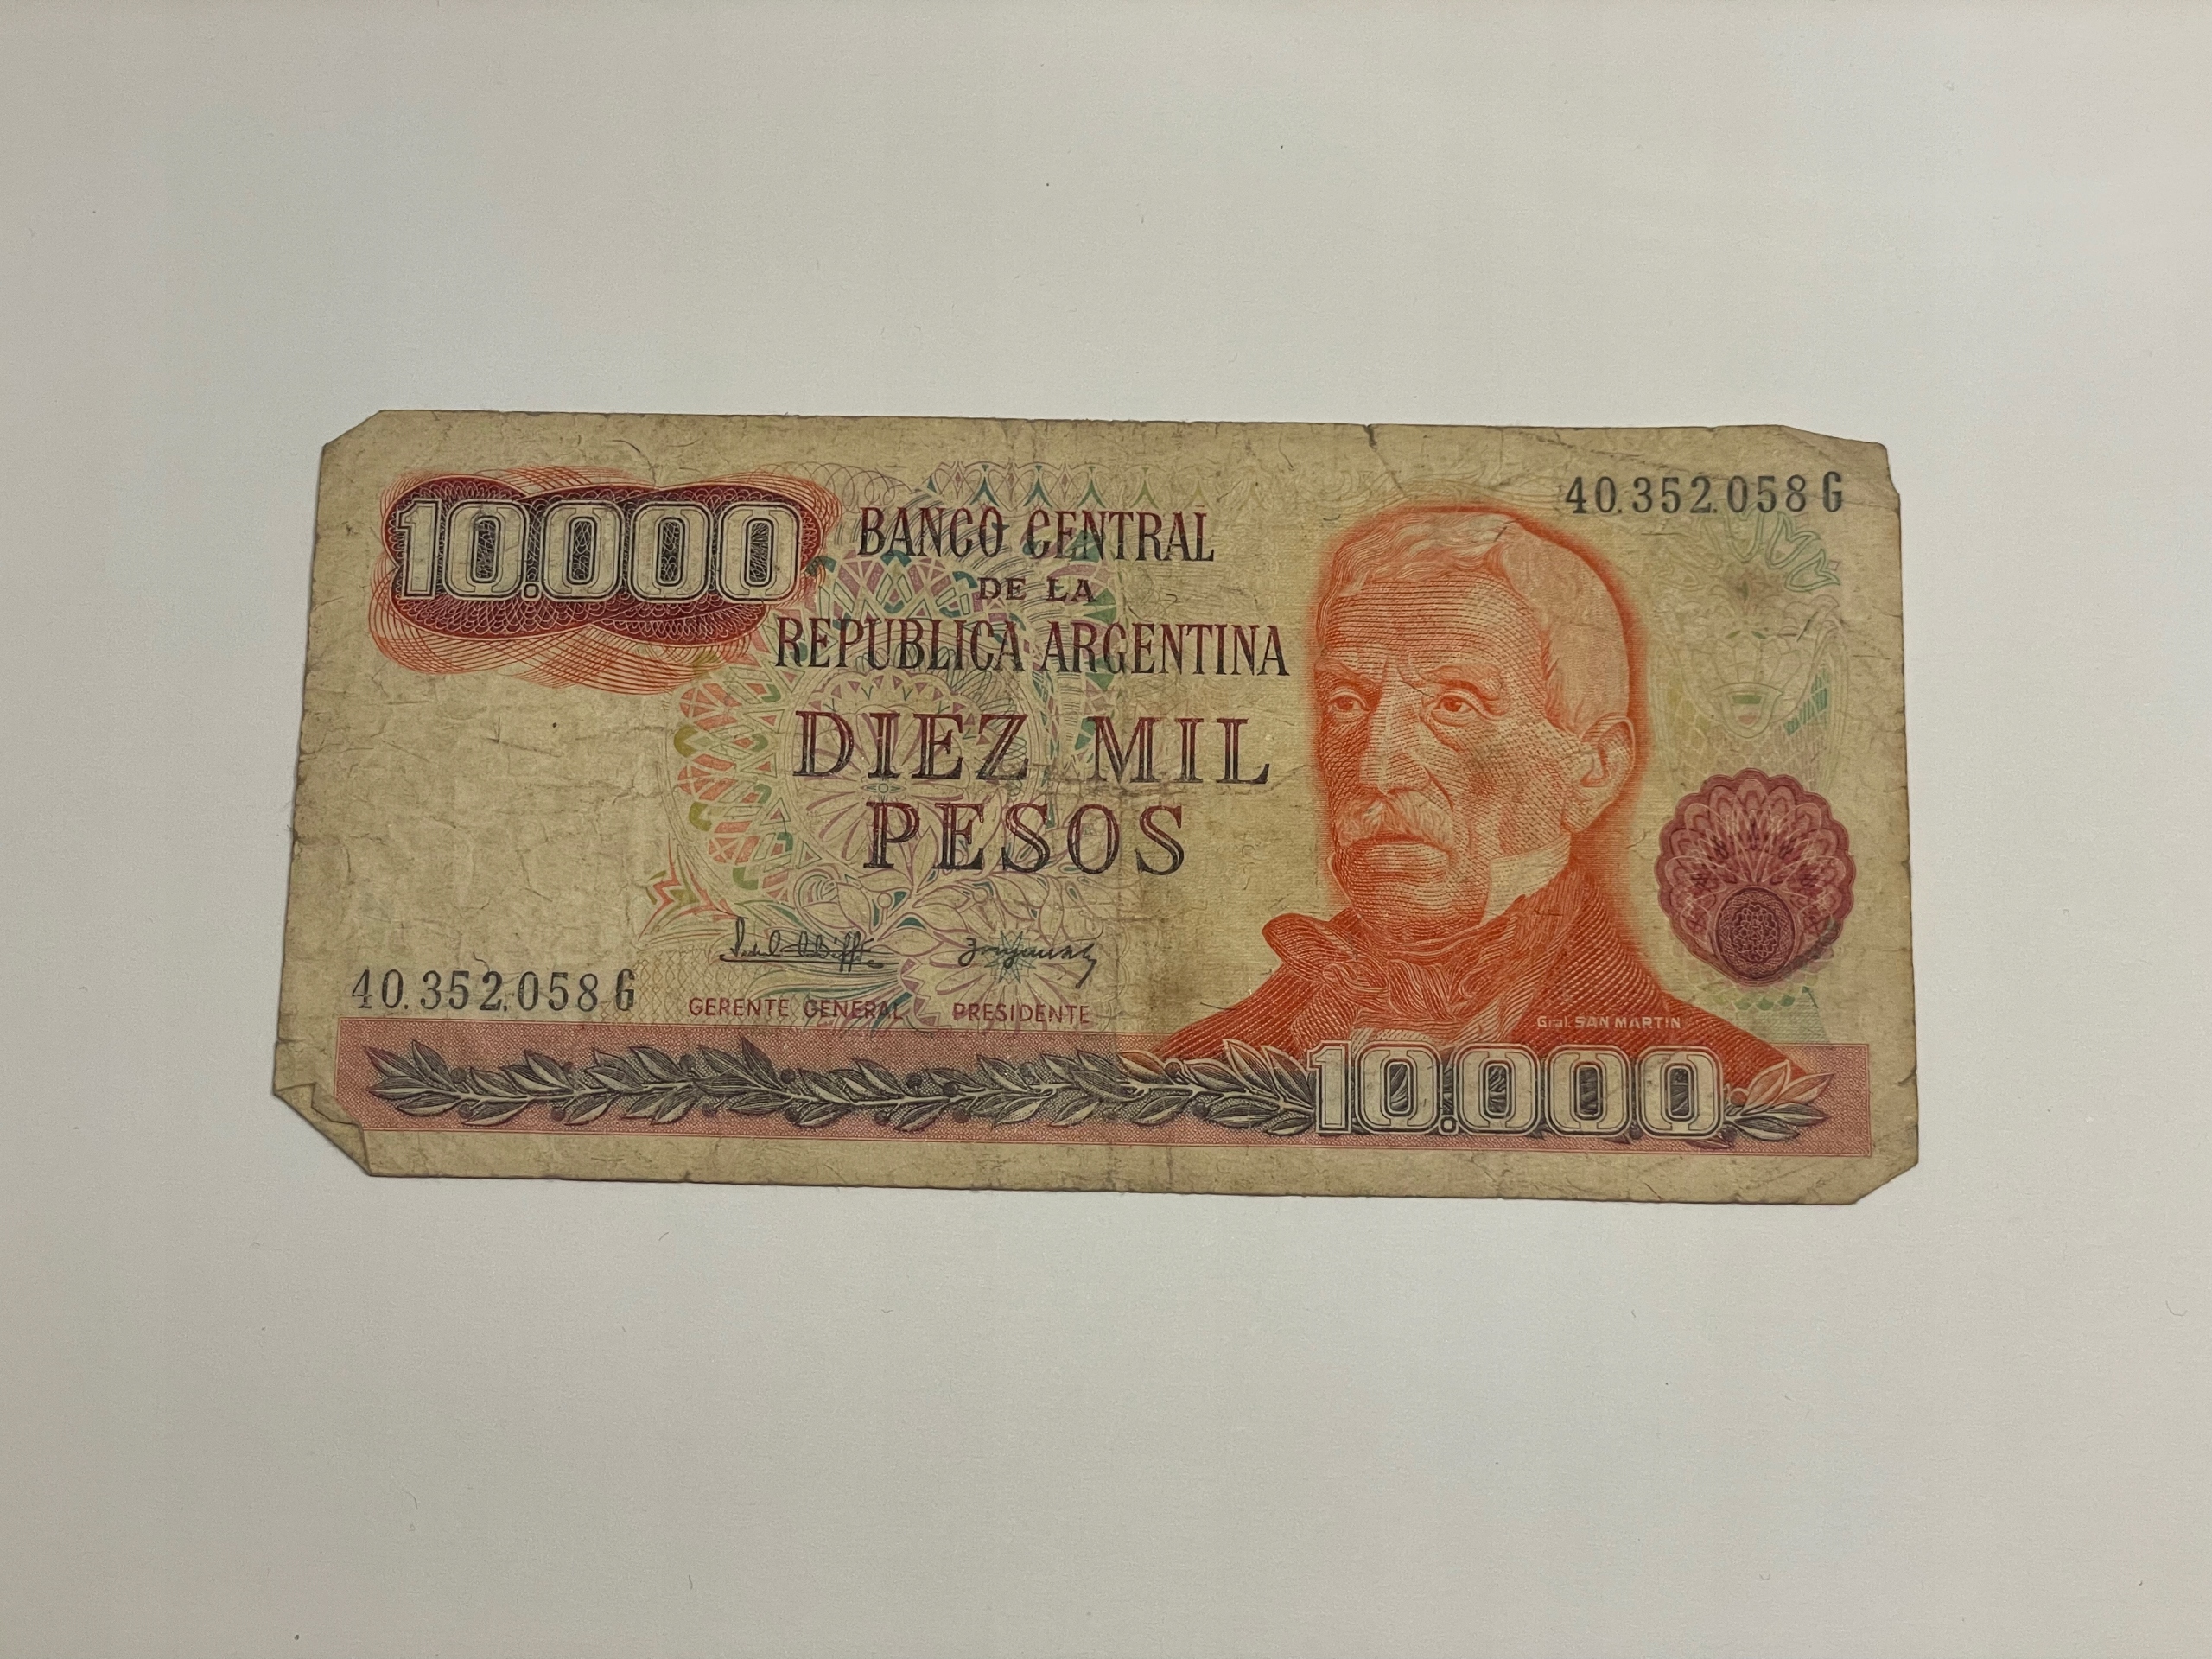 10.000
40.352.058 G
BANCO CENTRAL
DE LA
REPUBLICA ARGENTINA
DIEZ MIL
PESOS
40.352.058 G
GERENTE GENERAL PRESIDENTE
Gral. SAN MARTIN
10.000